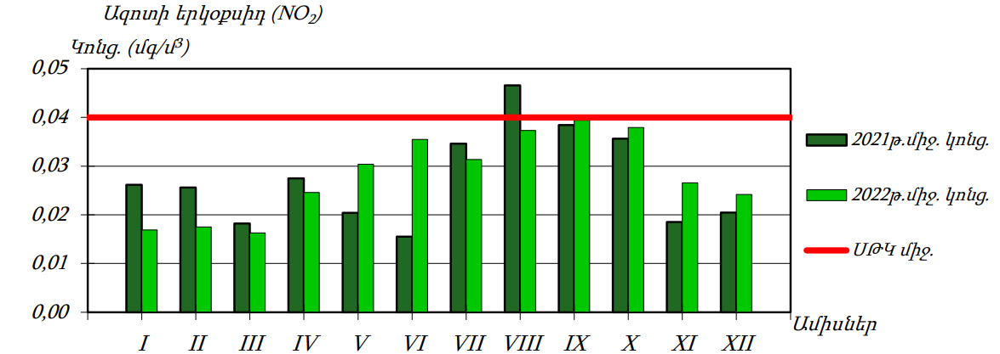 Ազոտի երկօքսիդ (NO₂)
Կոնց. (մգ/մ³)
0,05
0,04
0,03
0,02
0,01
0,00
I II III IV V VI VII VIII IX X XI XII
Ամիսներ
2021թ.միջ. կոնց.
2022թ.միջ. կոնց.
ՍԹԿ միջ.